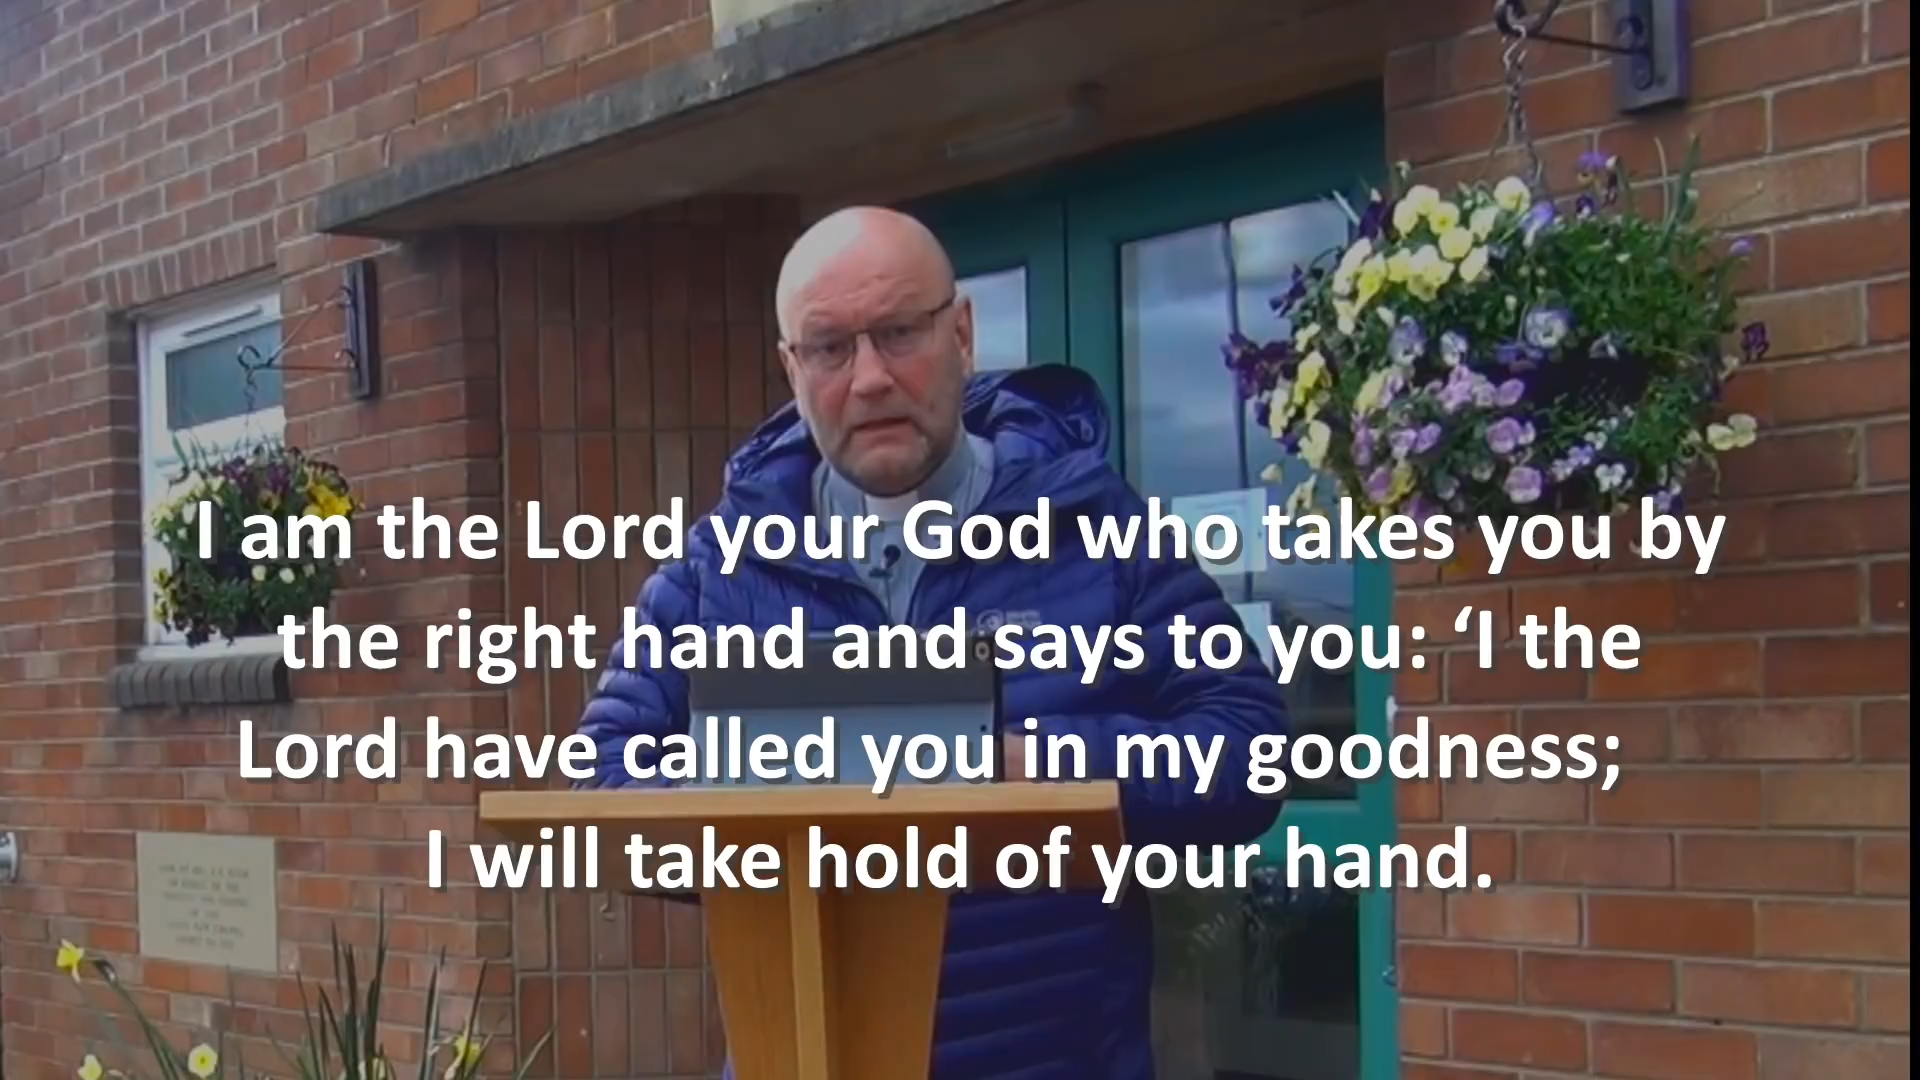 I am the Lord your God who takes you by
the right hand and says to you: ‘I the
Lord have called you in my goodness;
I will take hold of your hand.